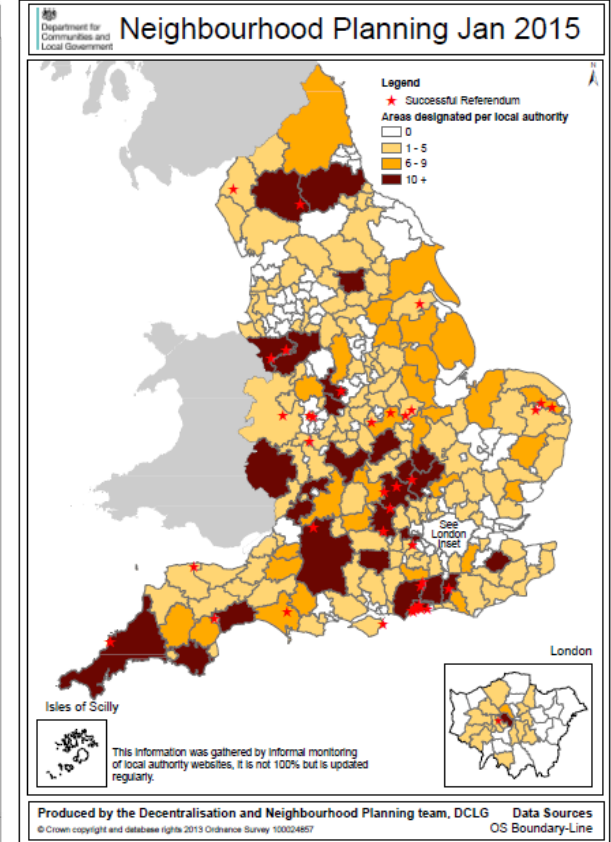 Department for
Communities and
Local Government
Neighbourhood Planning Jan 2015
N
Legend
Successful Referendum
Areas designated per local authority
0
1 - 5
6 - 9
10 +
See
London
Inset
London
Isles of Scilly
This information was gathered by informal monitoring
of local authority websites, it is not 100% but is updated
regularly.
Produced by the Decentralisation and Neighbourhood Planning team, DCLG
Data Sources
© Crown copyright and database rights 2013 Ordnance Survey 100024857
OS Boundary-Line